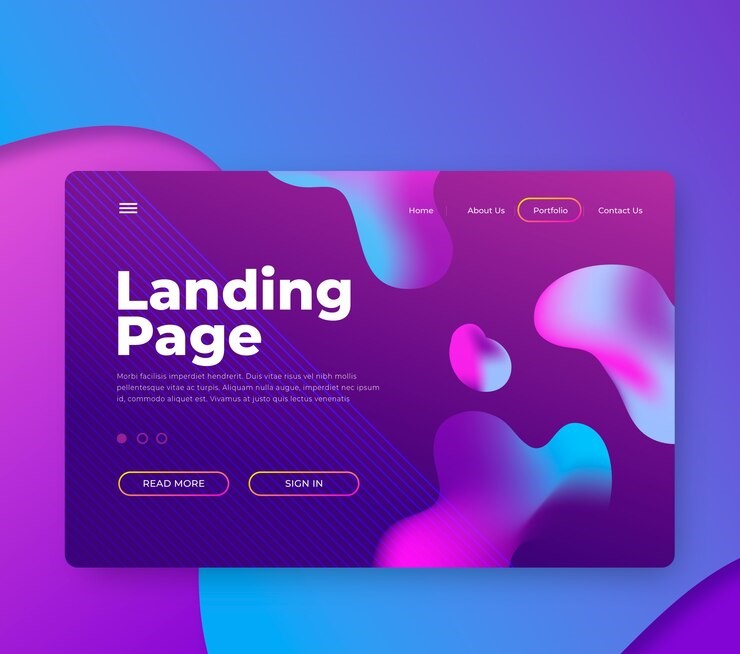 Home
About Us
Portfolio
Contact Us
Landing
Page
Morbi facilisis imperdiet hendrerit. Duis vitae risus vel nibh mollis
pellentesque vitae ac turpis. Aliquam nulla augue, imperdiet nec ipsum
id, commodo aliquet est. Vivamus at justo quis lectus venenatis
READ MORE
SIGN IN